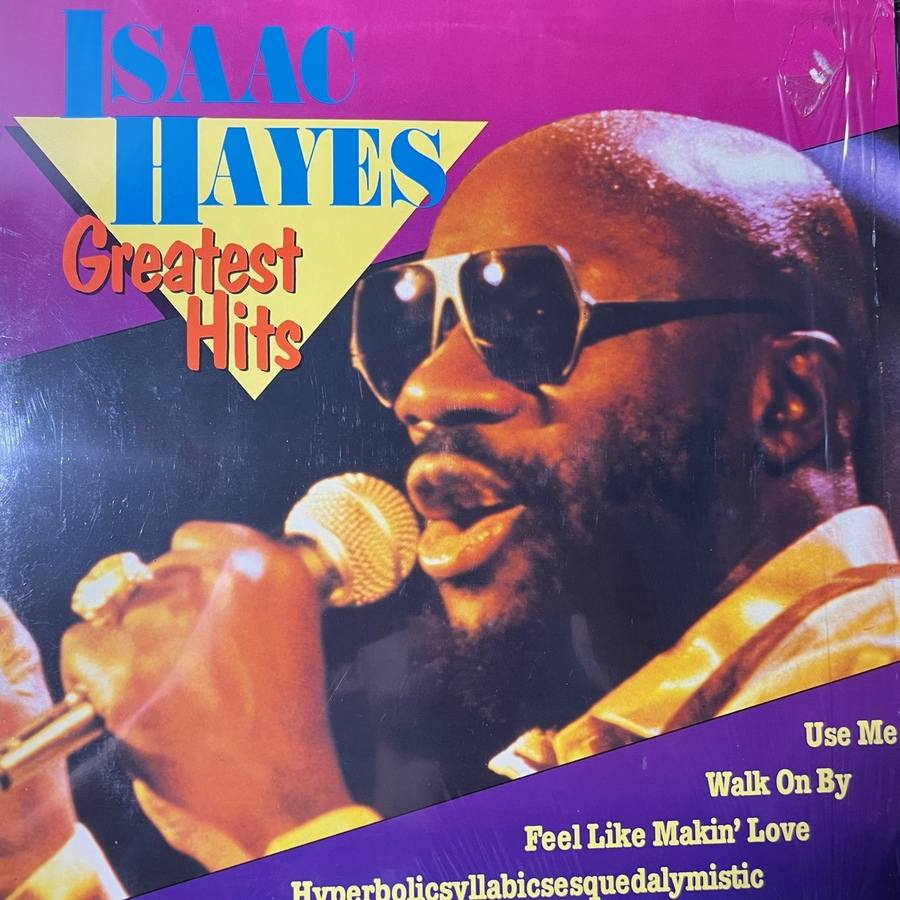 ISAAC
HAYES
Greatest
Hits
Use Me
Walk On By
Feel Like Makin' Love
Hyperbolicsyllabicsesquedalymistic